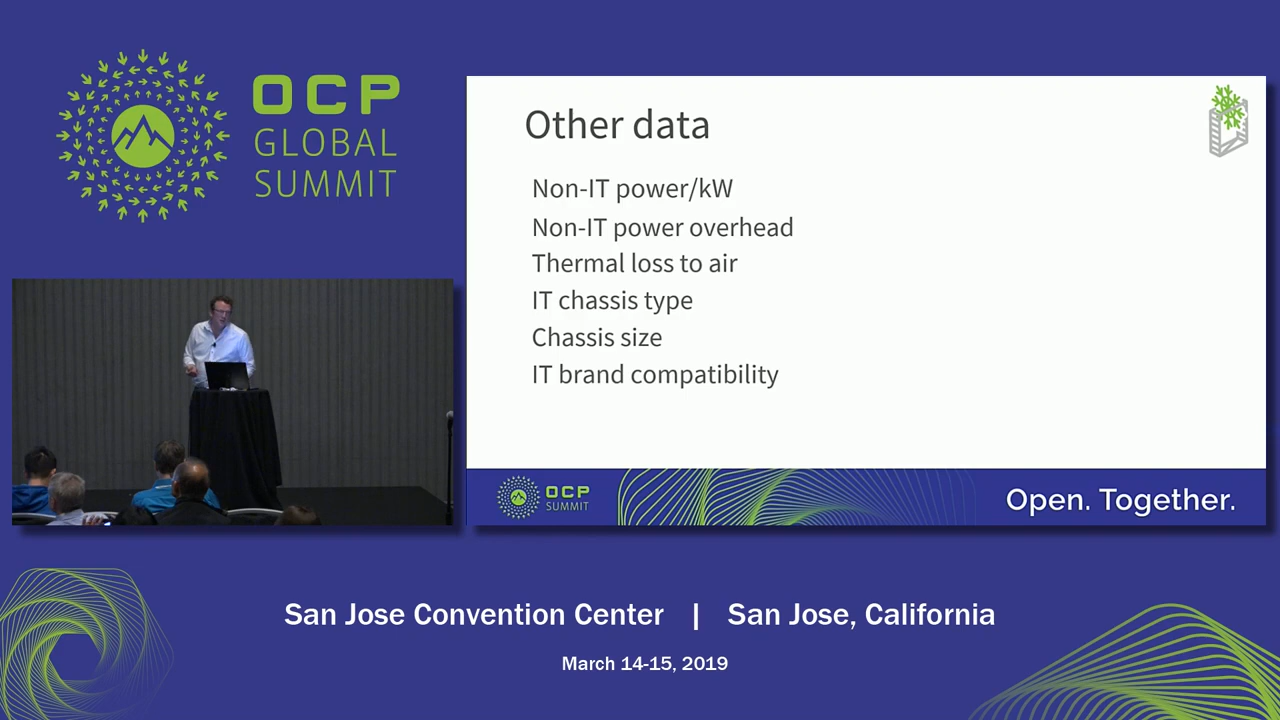 OCP
GLOBAL
SUMMIT
Other data
Non-IT power/kW
Non-IT power overhead
Thermal loss to air
IT chassis type
Chassis size
IT brand compatibility
OCP
SUMMIT
Open. Together.
San Jose Convention Center | San Jose, California
March 14-15, 2019